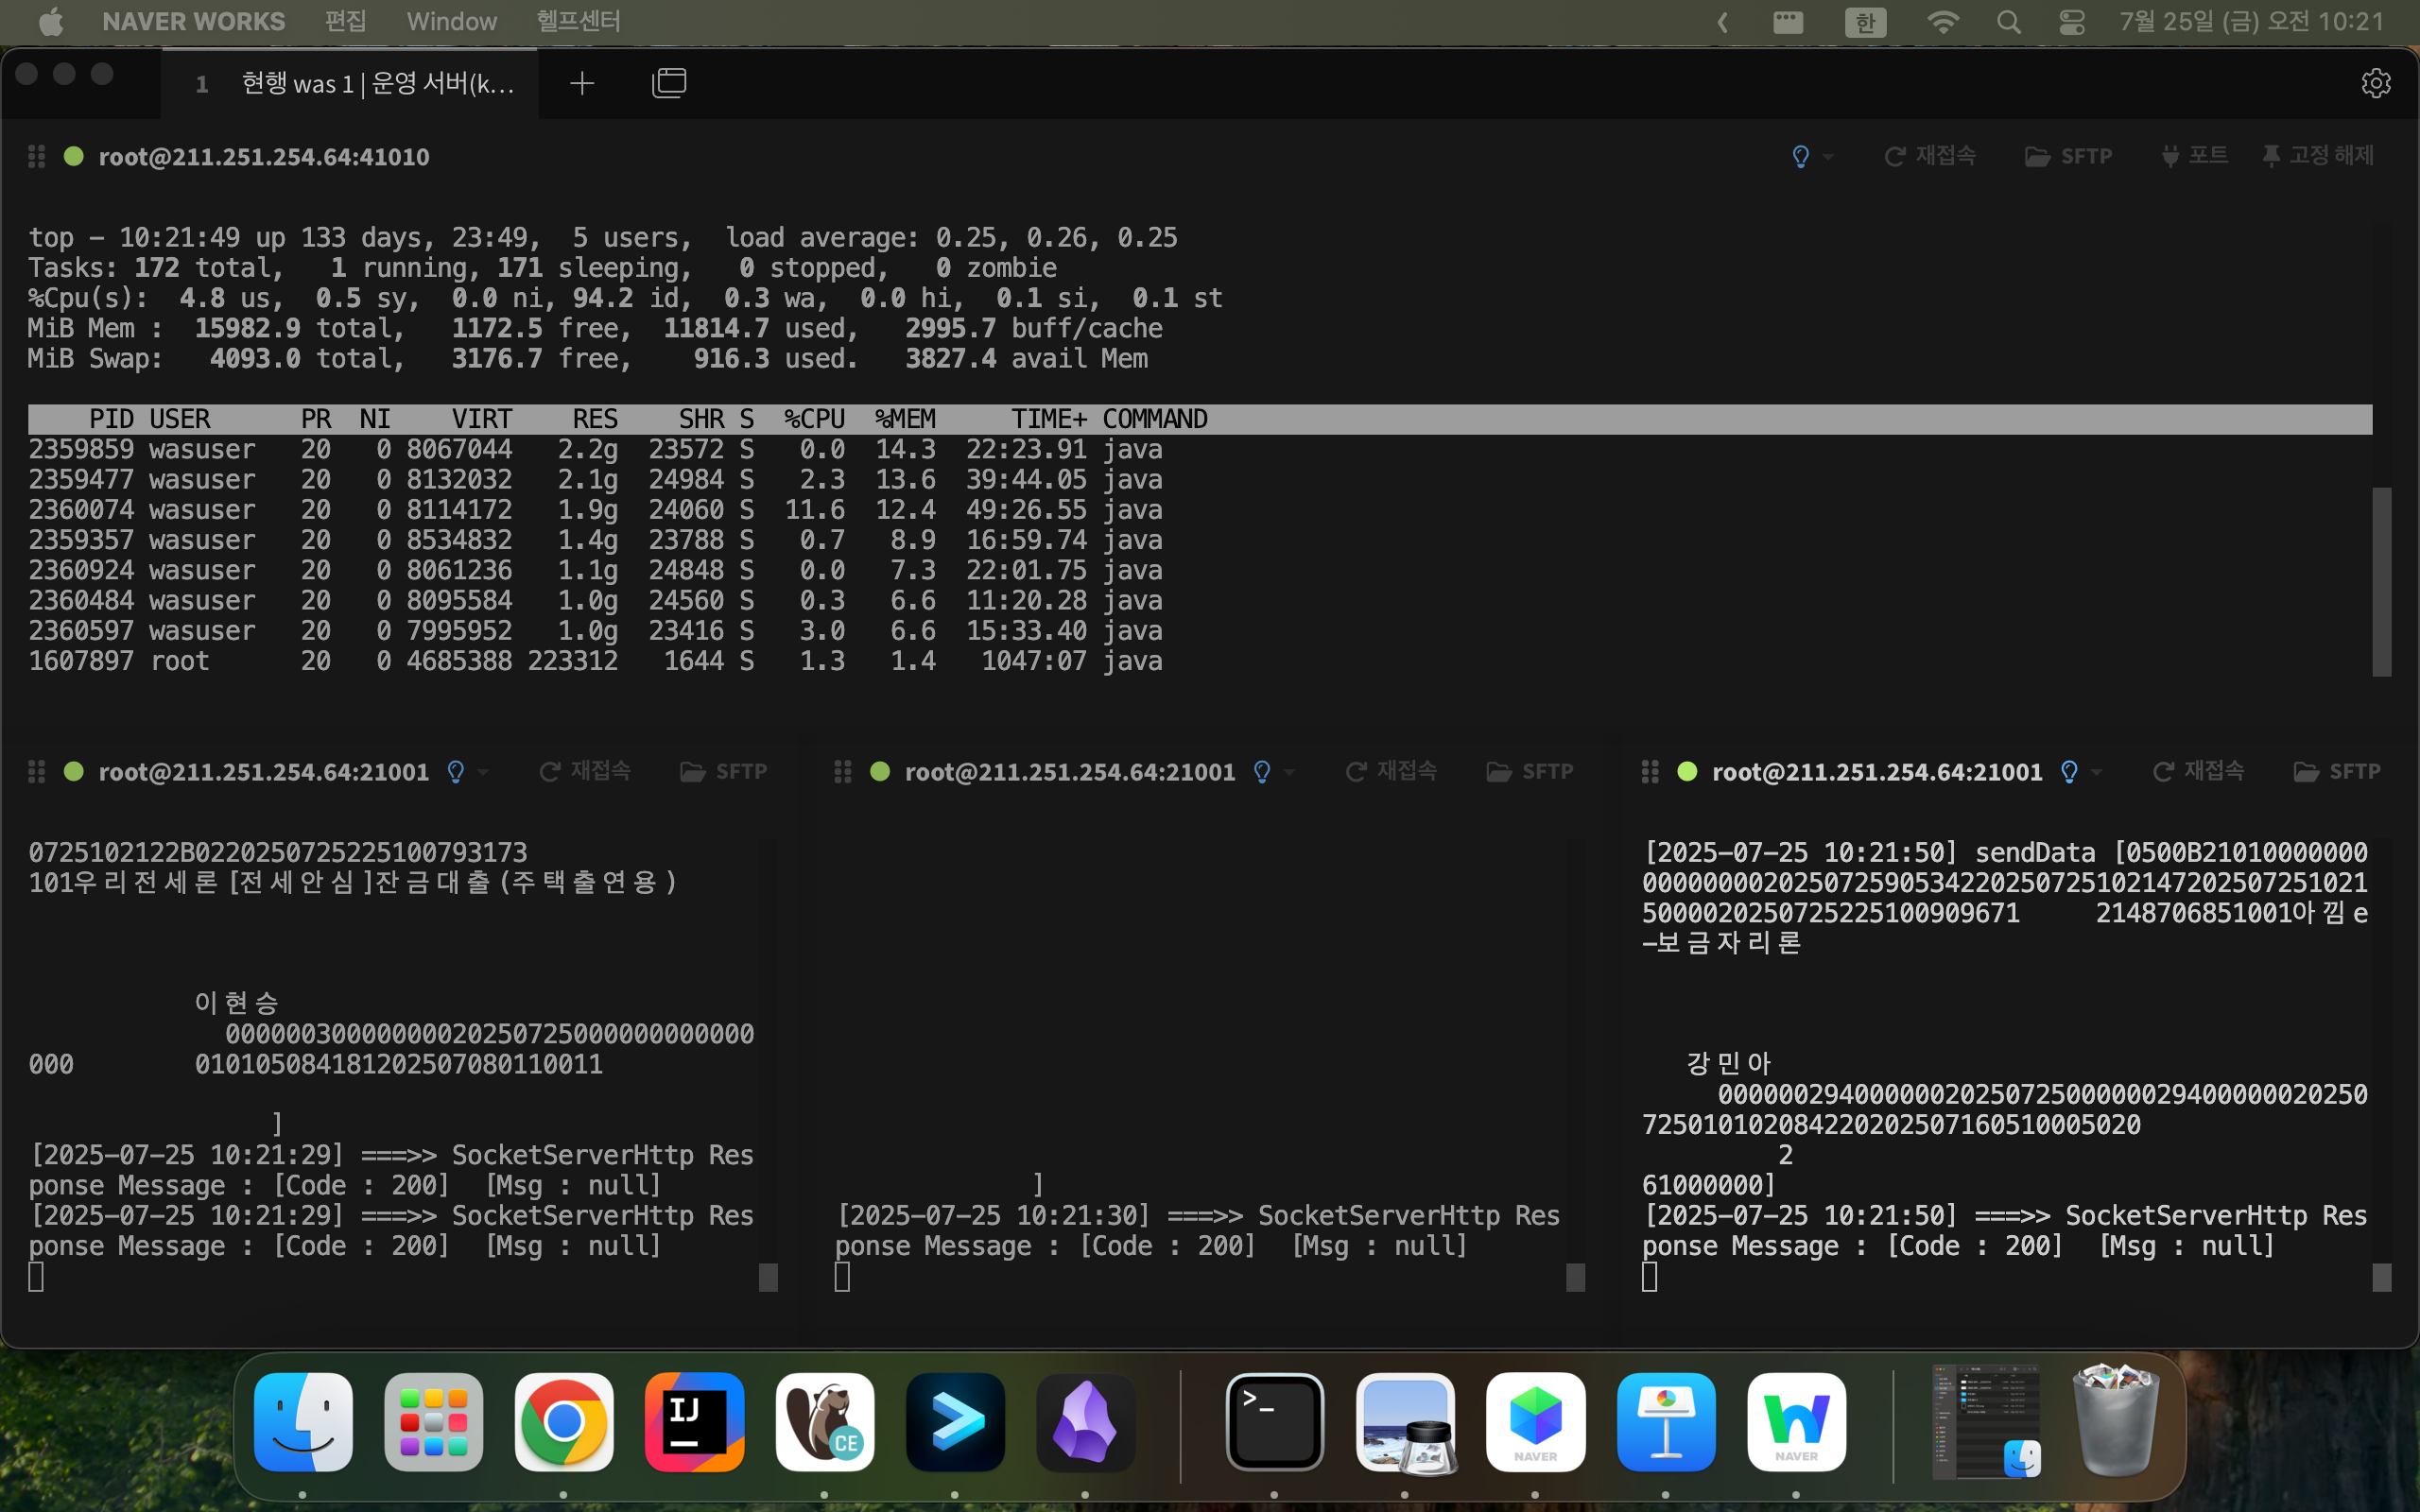 NAVER WORKS 편집 Window 헬프센터 한 7월 25일 (금) 오전 10:21
1 현행 was 1 | 운영 서버(k…
root@211.251.254.64:41010 재접속 SFTP 포트 고정 해제
top - 10:21:49 up 133 days, 23:49, 5 users, load average: 0.25, 0.26, 0.25
Tasks: 172 total, 1 running, 171 sleeping, 0 stopped, 0 zombie
%Cpu(s): 4.8 us, 0.5 sy, 0.0 ni, 94.2 id, 0.3 wa, 0.0 hi, 0.1 si, 0.1 st
MiB Mem : 15982.9 total, 1172.5 free, 11814.7 used, 2995.7 buff/cache
MiB Swap: 4093.0 total, 3176.7 free, 916.3 used. 3827.4 avail Mem
PID USER PR NI VIRT RES SHR S %CPU %MEM TIME+ COMMAND
2359859 wasuser 20 0 8067044 2.2g 23572 S 0.0 14.3 22:23.91 java
2359477 wasuser 20 0 8132032 2.1g 24984 S 2.3 13.6 39:44.05 java
2360074 wasuser 20 0 8114172 1.9g 24060 S 11.6 12.4 49:26.55 java
2359357 wasuser 20 0 8534832 1.4g 23788 S 0.7 8.9 16:59.74 java
2360924 wasuser 20 0 8061236 1.1g 24848 S 0.0 7.3 22:01.75 java
2360484 wasuser 20 0 8095584 1.0g 24560 S 0.3 6.6 11:20.28 java
2360597 wasuser 20 0 7995952 1.0g 23416 S 3.0 6.6 15:33.40 java
1607897 root 20 0 4685388 223312 1644 S 1.3 1.4 1047:07 java
root@211.251.254.64:21001 재접속 SFTP
0725102122B0220250725225100793173
101우리전세론[전세안심]잔금대출(주택출연용)
이현승
00000030000000020250725000000000000
000 010105084181202507080110011
]
[2025-07-25 10:21:29] ===>> SocketServerHttp Res
ponse Message : [Code : 200] [Msg : null]
[2025-07-25 10:21:29] ===>> SocketServerHttp Res
ponse Message : [Code : 200] [Msg : null]
root@211.251.254.64:21001 재접속 SFTP
]
[2025-07-25 10:21:30] ===>> SocketServerHttp Res
ponse Message : [Code : 200] [Msg : null]
root@211.251.254.64:21001 재접속 SFTP
[2025-07-25 10:21:50] sendData [0500B21010000000
000000002025072590534220250725102147202507251021
5000020250725225100909671 2148706851001아낌e
-보금자리론
강민아
0000002940000002025072500000029400000020250
725010102084220202507160510005020
2
61000000]
[2025-07-25 10:21:50] ===>> SocketServerHttp Res
ponse Message : [Code : 200] [Msg : null]
IJ
CE
>_
NAVER
NAVER